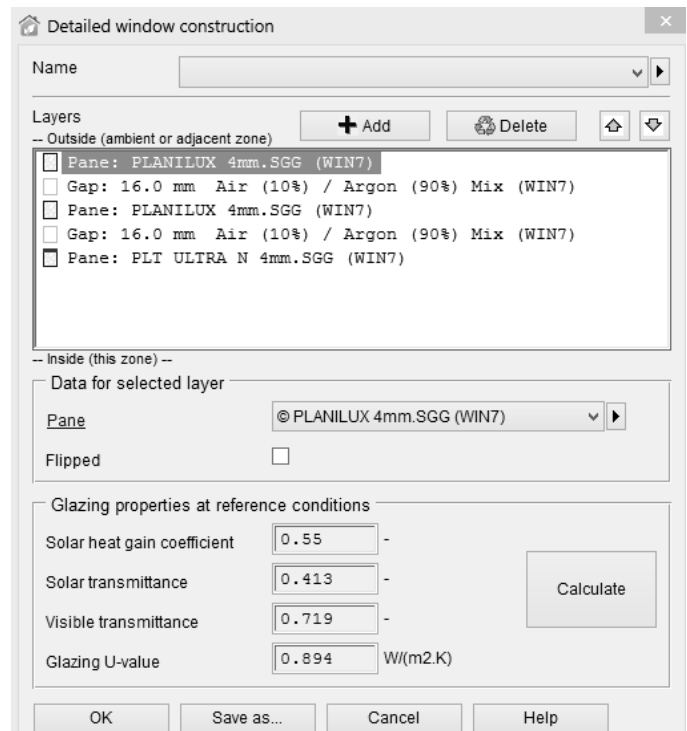 Detailed window construction
Name
Layers
Add
Delete
-- Outside (ambient or adjacent zone)
Pane: PLANILUX 4mm.SGG (WIN7)
Gap: 16.0 mm Air (10%) / Argon (90%) Mix (WIN7)
Pane: PLANILUX 4mm.SGG (WIN7)
Gap: 16.0 mm Air (10%) / Argon (90%) Mix (WIN7)
Pane: PLT ULTRA N 4mm.SGG (WIN7)
-- Inside (this zone) --
Data for selected layer
Pane © PLANILUX 4mm.SGG (WIN7)
Flipped
Glazing properties at reference conditions
Solar heat gain coefficient 0.55 -
Solar transmittance 0.413 -
Calculate
Visible transmittance 0.719 -
Glazing U-value 0.894 W/(m2.K)
OK Save as... Cancel Help